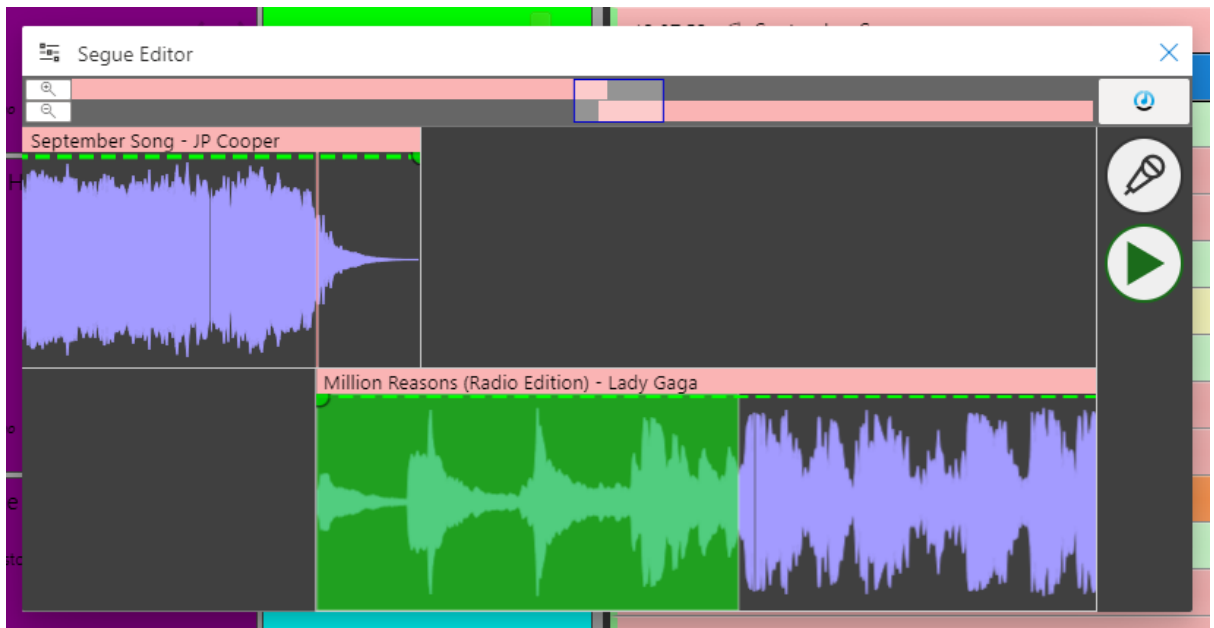 Segue Editor
September Song - JP Cooper
Million Reasons (Radio Edition) - Lady Gaga